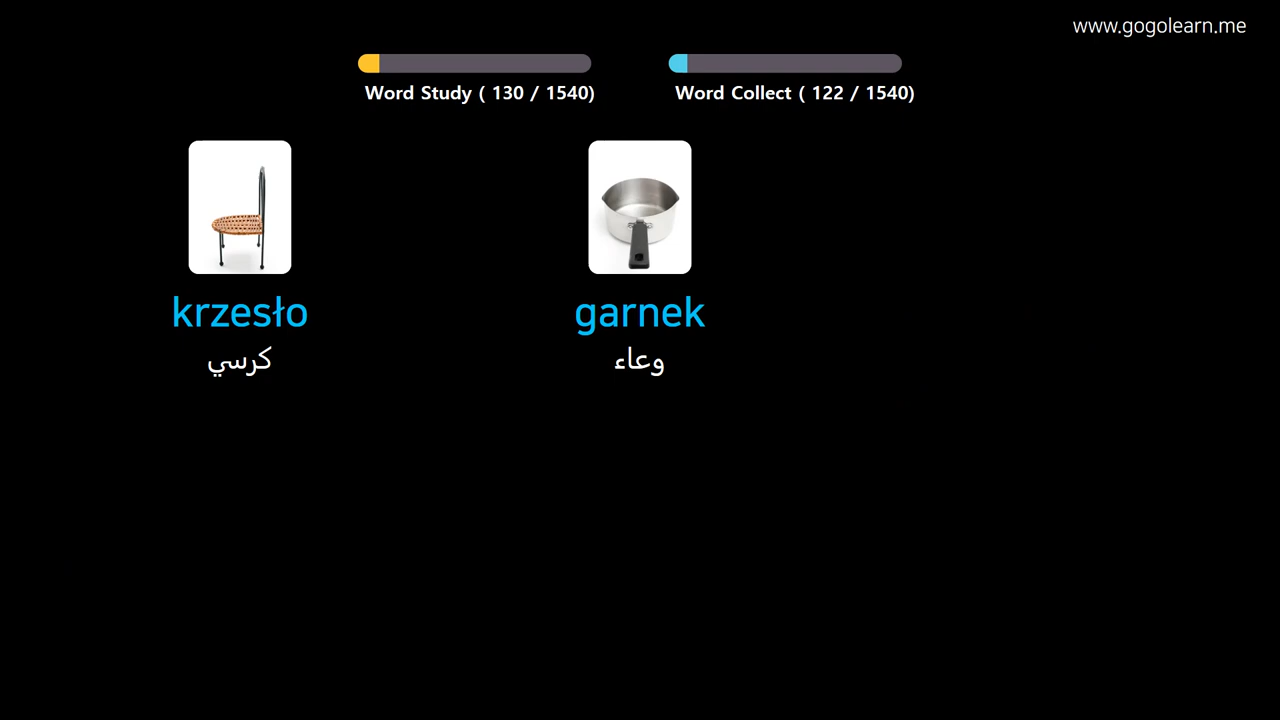 www.gogolearn.me
Word Study ( 130 / 1540)
Word Collect ( 122 / 1540)
krzesło
كرسي
garnek
وعاء